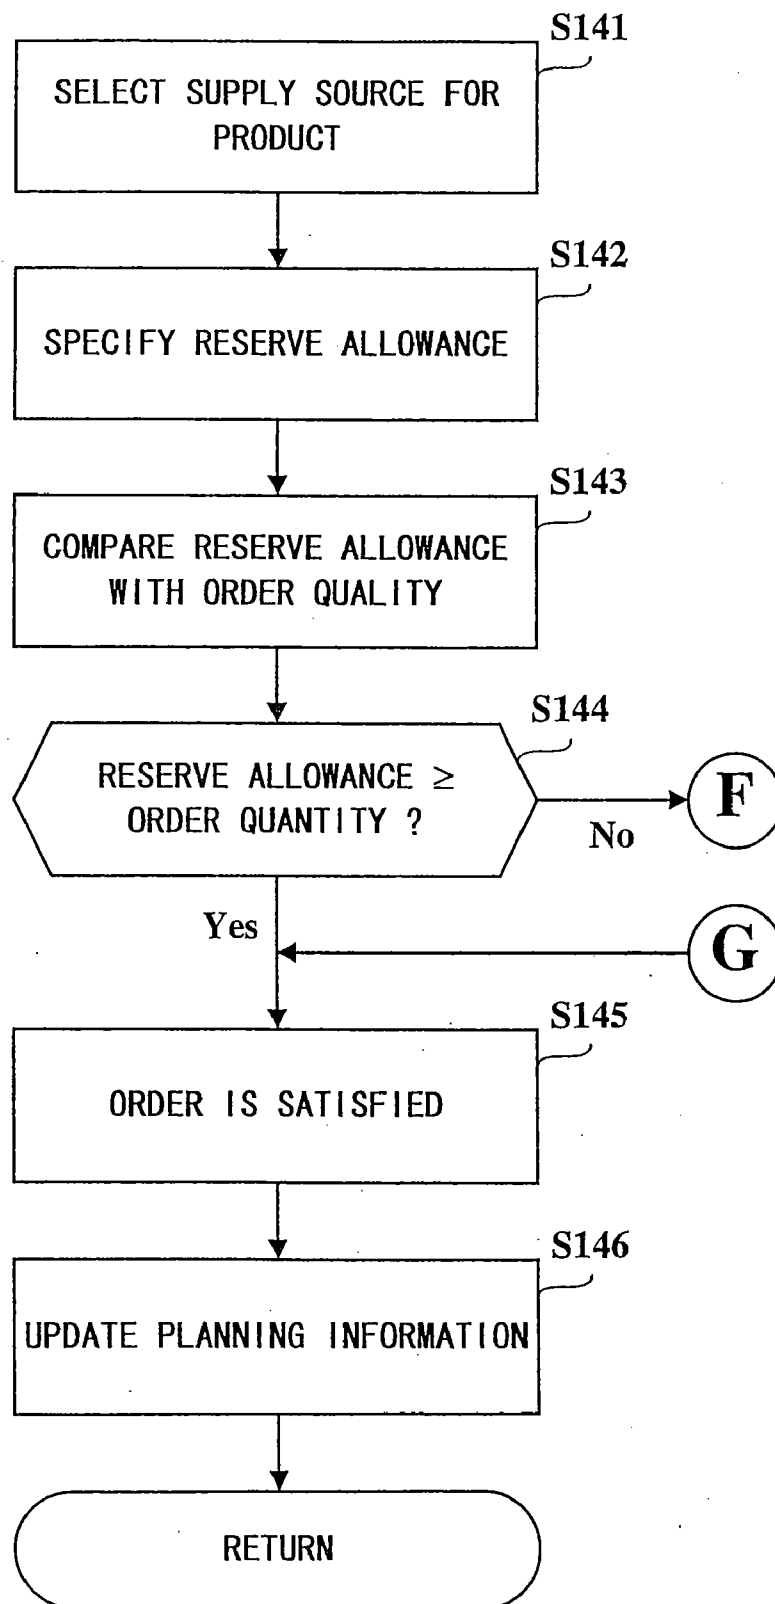 S141
SELECT SUPPLY SOURCE FOR
PRODUCT
S142
SPECIFY RESERVE ALLOWANCE
S143
COMPARE RESERVE ALLOWANCE
WITH ORDER QUALITY
S144
RESERVE ALLOWANCE ≥
ORDER QUANTITY ?
F
No
Yes
G
S145
ORDER IS SATISFIED
S146
UPDATE PLANNING INFORMATION
RETURN